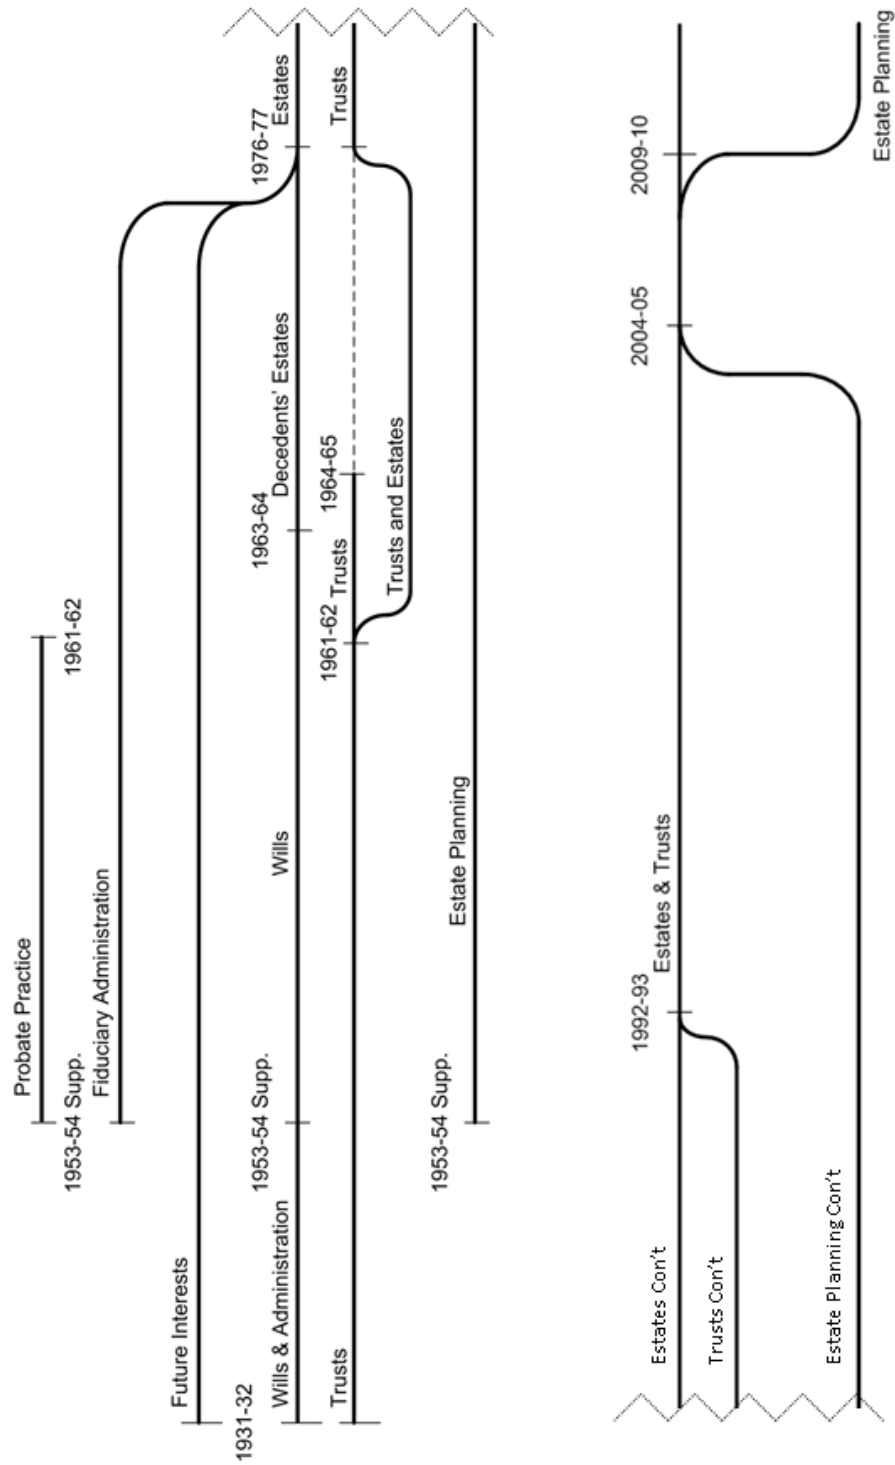 Probate Practice
1953-54 Supp.
1961-62
Fiduciary Administration
Future Interests
1931-32
1953-54 Supp.
1963-64
1976-77
Wills & Administration
Wills
Decedents' Estates
Estates
1961-62
1964-65
Trusts
Trusts
Trusts
Trusts and Estates
1953-54 Supp.
Estate Planning
1992-93
2004-05
2009-10
Estates Con't
Estates & Trusts
Trusts Con't
Estate Planning Con't
Estate Planning